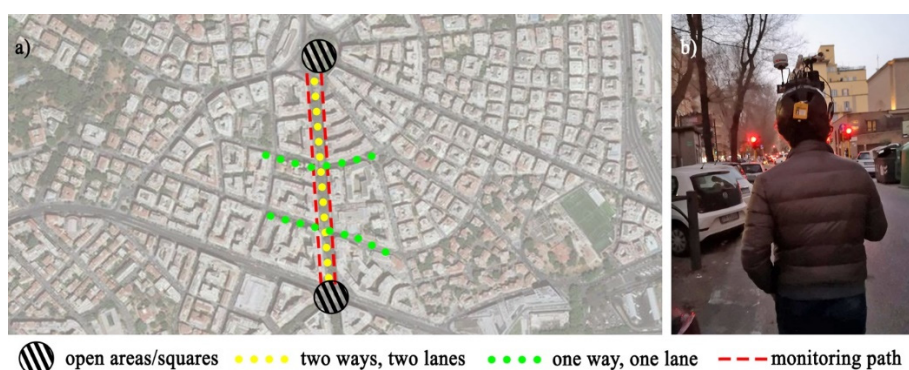 a)
b)
open areas/squares
two ways, two lanes
one way, one lane
monitoring path